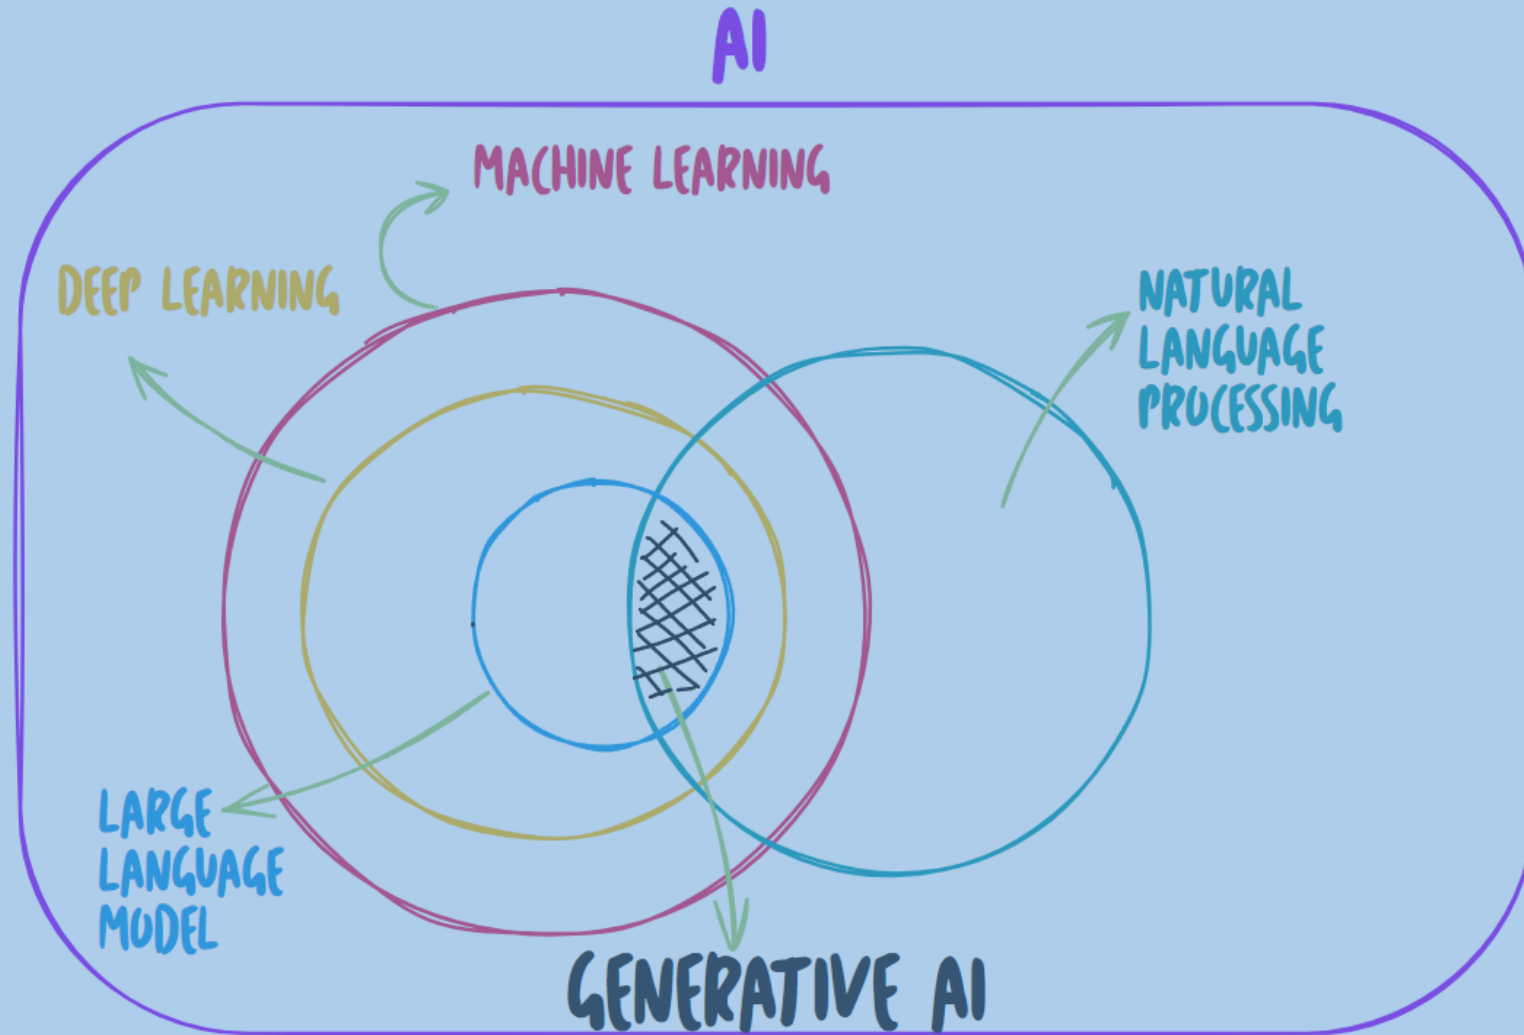 AI
MACHINE LEARNING
DEEP LEARNING
NATURAL
LANGUAGE
PROCESSING
LARGE
LANGUAGE
MODEL
GENERATIVE AI